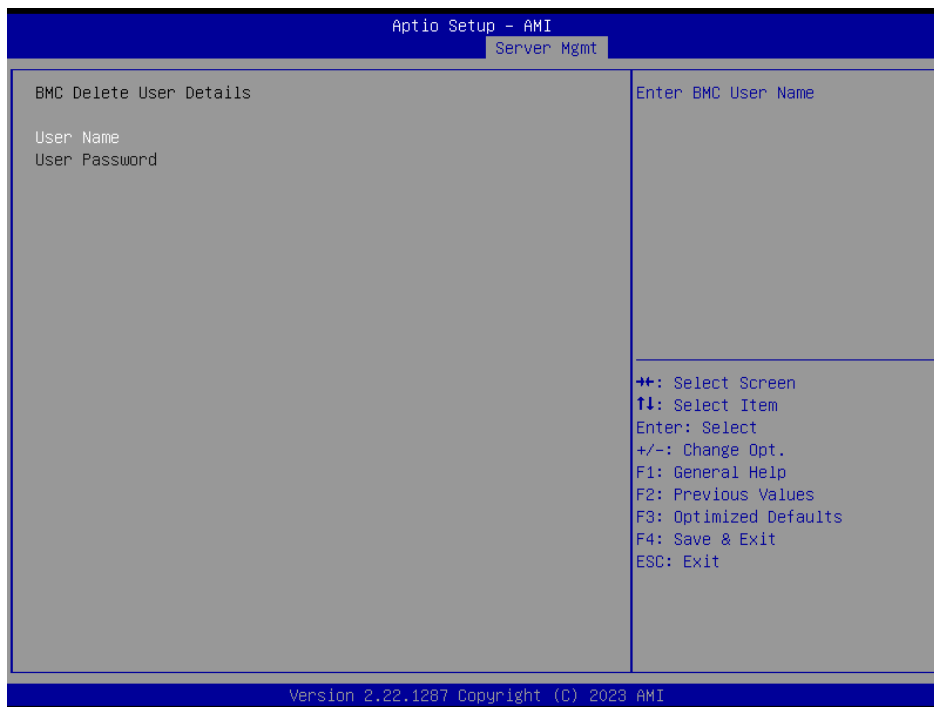 Aptio Setup – AMI
Server Mgmt
BMC Delete User Details
User Name
User Password
Enter BMC User Name
→←: Select Screen
↑↓: Select Item
Enter: Select
+/-: Change Opt.
F1: General Help
F2: Previous Values
F3: Optimized Defaults
F4: Save & Exit
ESC: Exit
Version 2.22.1287 Copyright (C) 2023 AMI